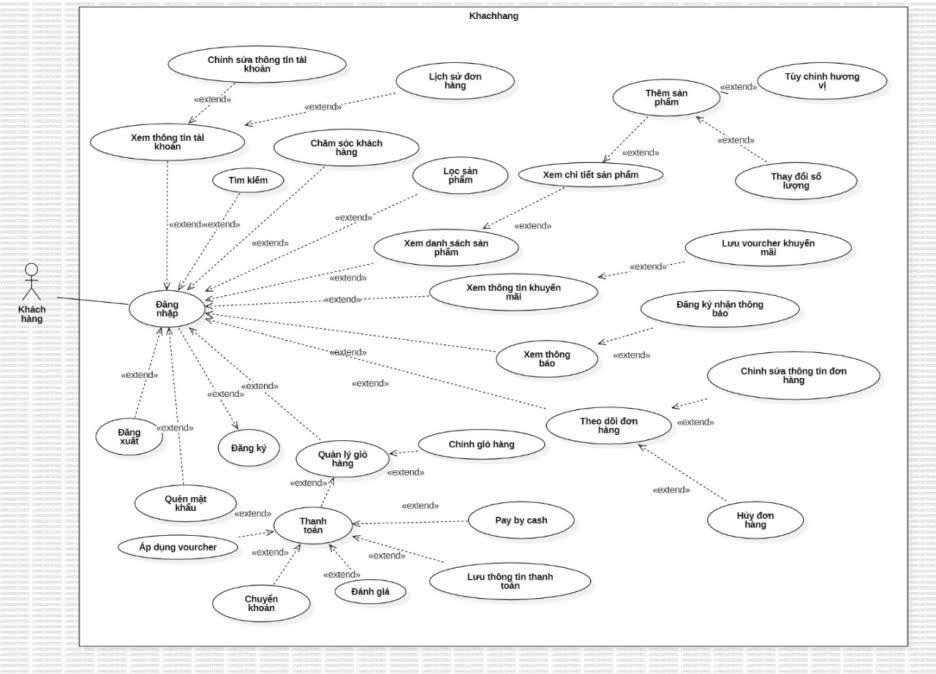 Khachhang
Chỉnh sửa thông tin tài
khoản
Lịch sử đơn
hàng
Thêm sản
phẩm
Tùy chỉnh hương
vị
«extend»
«extend»
«extend»
Xem thông tin tài
khoản
Chăm sóc khách
hàng
«extend»
«extend»
Tìm kiếm
Lọc sản
phẩm
Xem chi tiết sản phẩm
Thay đổi số
lượng
«extend»
«extend»
«extend»
«extend»
«extend»
Xem danh sách sản
phẩm
Lưu vourcher khuyến
mãi
«extend»
«extend»
Khách
hàng
Đăng
nhập
«extend»
Xem thông tin khuyến
mãi
Đăng ký nhận thông
báo
«extend»
Xem thông
báo
«extend»
«extend»
«extend»
«extend»
«extend»
Chỉnh sửa thông tin đơn
hàng
Đăng
xuất
«extend»
Đăng ký
Quản lý giỏ
hàng
Chỉnh giỏ hàng
Theo dõi đơn
hàng
«extend»
«extend»
«extend»
«extend»
Quên mật
khẩu
«extend»
Thanh
toán
«extend»
Pay by cash
Hủy đơn
hàng
Áp dụng vourcher
«extend»
«extend»
«extend»
Lưu thông tin thanh
toán
Chuyển
khoản
Đánh giá